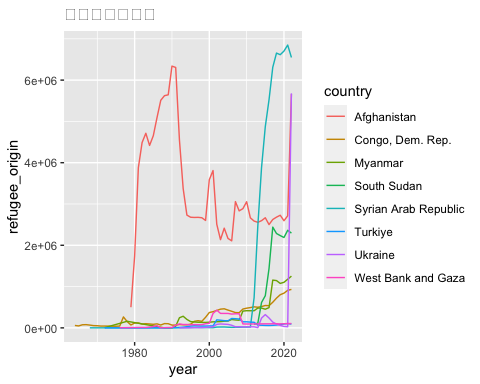 6e+06
4e+06
2e+06
0e+00
refugee_origin
1980
2000
2020
year
country
Afghanistan
Congo, Dem. Rep.
Myanmar
South Sudan
Syrian Arab Republic
Turkiye
Ukraine
West Bank and Gaza